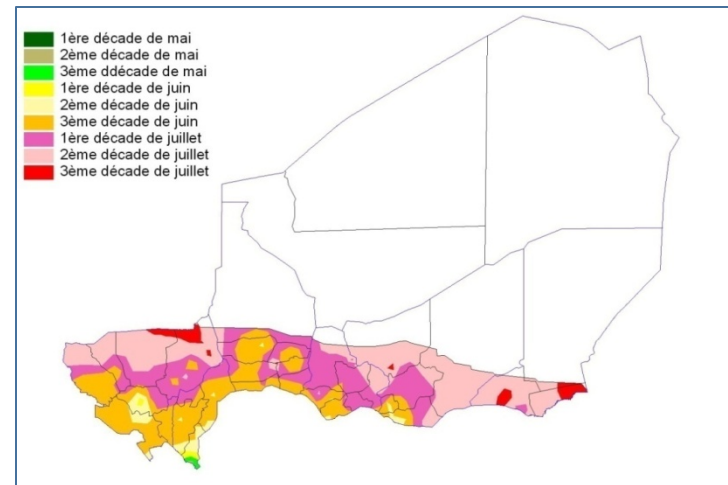 1ère décade de mai
2ème décade de mai
3ème ddécade de mai
1ère décade de juin
2ème décade de juin
3ème décade de juin
1ère décade de juillet
2ème décade de juillet
3ème décade de juillet